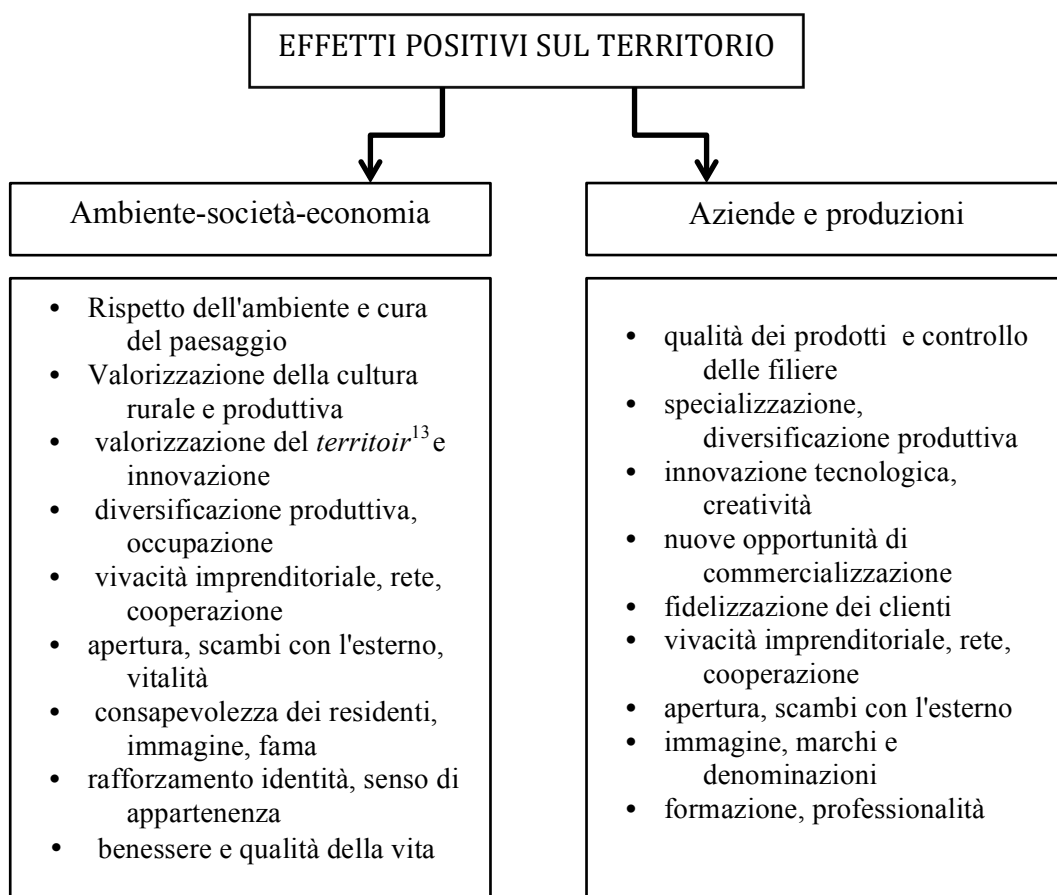 EFFETTI POSITIVI SUL TERRITORIO
Ambiente-società-economia
• Rispetto dell'ambiente e cura
del paesaggio
• Valorizzazione della cultura
rurale e produttiva
• valorizzazione del territoir13 e
innovazione
• diversificazione produttiva,
occupazione
• vivacità imprenditoriale, rete,
cooperazione
• apertura, scambi con l'esterno,
vitalità
• consapevolezza dei residenti,
immagine, fama
• rafforzamento identità, senso di
appartenenza
• benessere e qualità della vita
Aziende e produzioni
• qualità dei prodotti e controllo
delle filiere
• specializzazione,
diversificazione produttiva
• innovazione tecnologica,
creatività
• nuove opportunità di
commercializzazione
• fidelizzazione dei clienti
• vivacità imprenditoriale, rete,
cooperazione
• apertura, scambi con l'esterno
• immagine, marchi e
denominazioni
• formazione, professionalità